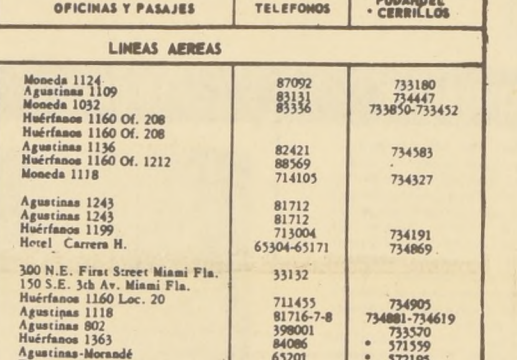 OFICINAS Y PASAJES TELEFONOS PUDAHUEL
• CERRILLOS
LINEAS AEREAS
Moneda 1124 87092 733180
Agustinas 1109 83131 734447
Moneda 1032 83336 733850-733452
Huérfanos 1160 Of. 208
Huérfanos 1160 Of. 208
Agustinas 1136 82421 734583
Huérfanos 1160 Of. 1212 88569
Moneda 1118 714105 734327
Agustinas 1243 81712
Agustinas 1243 81712
Huérfanos 1199 713004 734191
Hotel Carrera H. 65304-65171 734869
300 N.E. First Street Miami Fla. 33132
150 S.E. 3th Av. Miami Fla.
Huérfanos 1160 Loc. 20 711455 734905
Agustinas 1118 81716-7-8 734881-734619
Agustinas 802 398001 733570
Huérfanos 1363 84086 • 571559
Agustinas-Morandé 65201 •